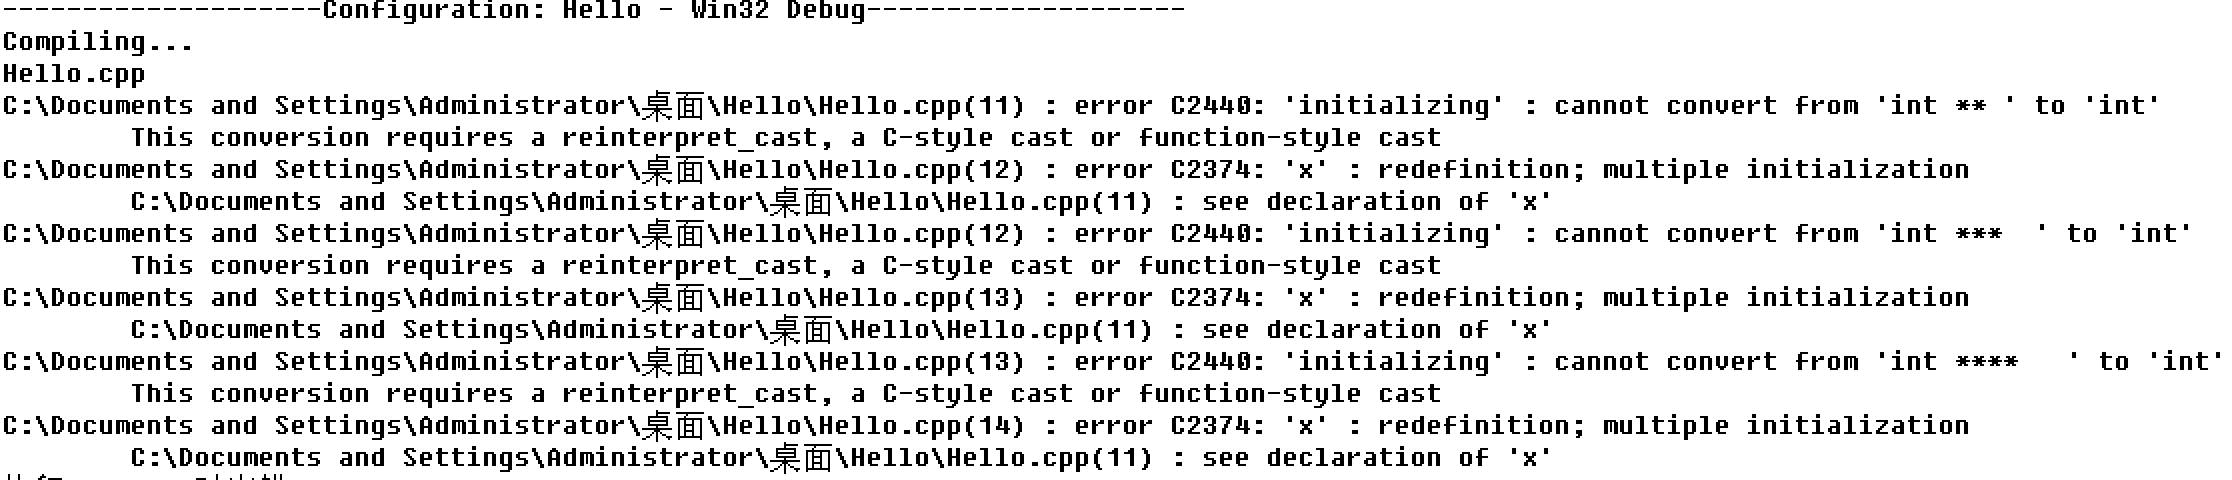 --------------------Configuration: Hello - Win32 Debug--------------------
Compiling...
Hello.cpp
C:\Documents and Settings\Administrator\桌面\Hello\Hello.cpp(11) : error C2440: 'initializing' : cannot convert from 'int ** ' to 'int'
        This conversion requires a reinterpret_cast, a C-style cast or function-style cast
C:\Documents and Settings\Administrator\桌面\Hello\Hello.cpp(12) : error C2374: 'x' : redefinition; multiple initialization
        C:\Documents and Settings\Administrator\桌面\Hello\Hello.cpp(11) : see declaration of 'x'
C:\Documents and Settings\Administrator\桌面\Hello\Hello.cpp(12) : error C2440: 'initializing' : cannot convert from 'int ***  ' to 'int'
        This conversion requires a reinterpret_cast, a C-style cast or function-style cast
C:\Documents and Settings\Administrator\桌面\Hello\Hello.cpp(13) : error C2374: 'x' : redefinition; multiple initialization
        C:\Documents and Settings\Administrator\桌面\Hello\Hello.cpp(11) : see declaration of 'x'
C:\Documents and Settings\Administrator\桌面\Hello\Hello.cpp(13) : error C2440: 'initializing' : cannot convert from 'int ****   ' to 'int'
        This conversion requires a reinterpret_cast, a C-style cast or function-style cast
C:\Documents and Settings\Administrator\桌面\Hello\Hello.cpp(14) : error C2374: 'x' : redefinition; multiple initialization
        C:\Documents and Settings\Administrator\桌面\Hello\Hello.cpp(11) : see declaration of 'x'